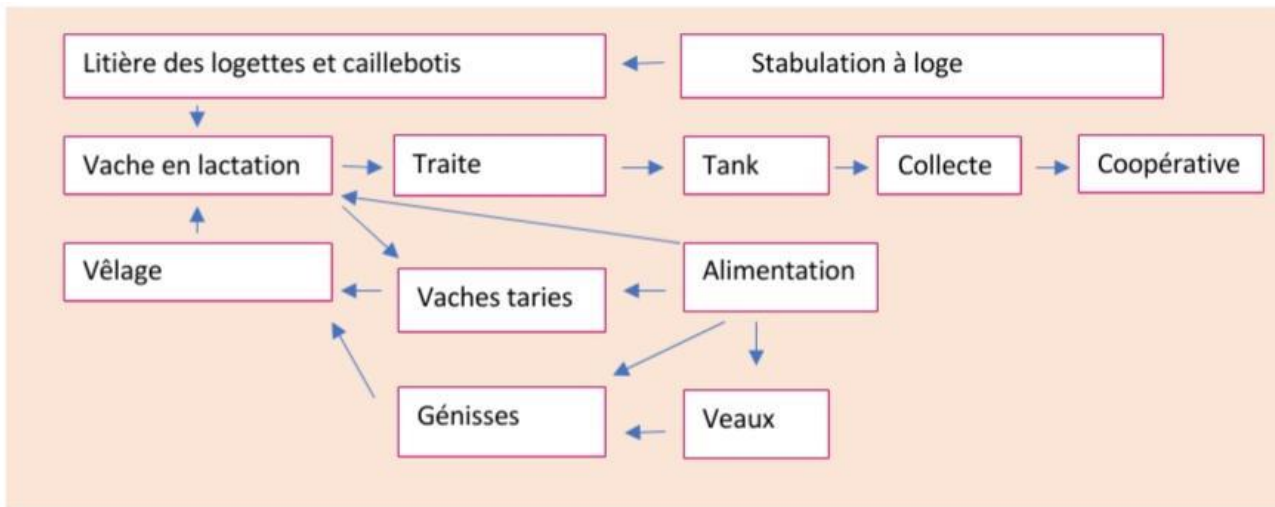 Litière des logettes et caillebotis
Stabulation à loge
Vache en lactation
Traite
Tank
Collecte
Coopérative
Vêlage
Vaches taries
Alimentation
Génisses
Veaux